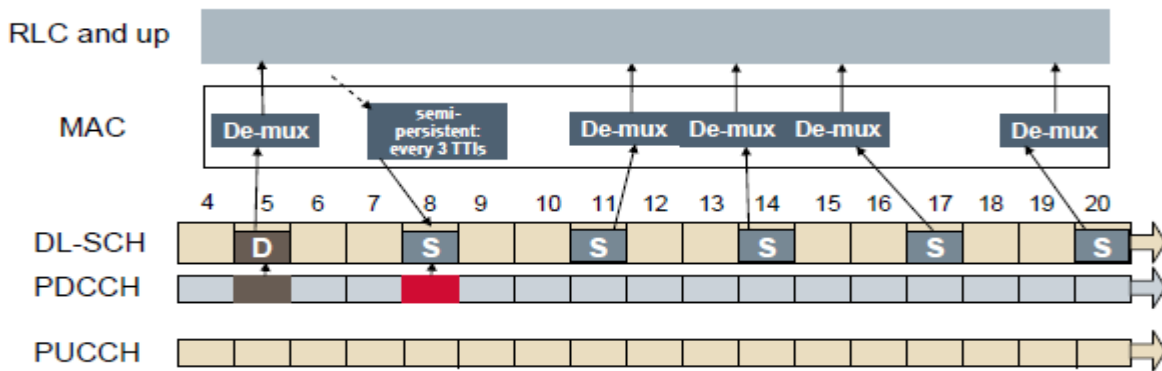 RLC and up
MAC
De-mux
semi-
persistent:
every 3 TTIs
De-mux De-mux De-mux De-mux
4 5 6 7 8 9 10 11 12 13 14 15 16 17 18 19 20
DL-SCH D S S S S S
PDCCH
PUCCH